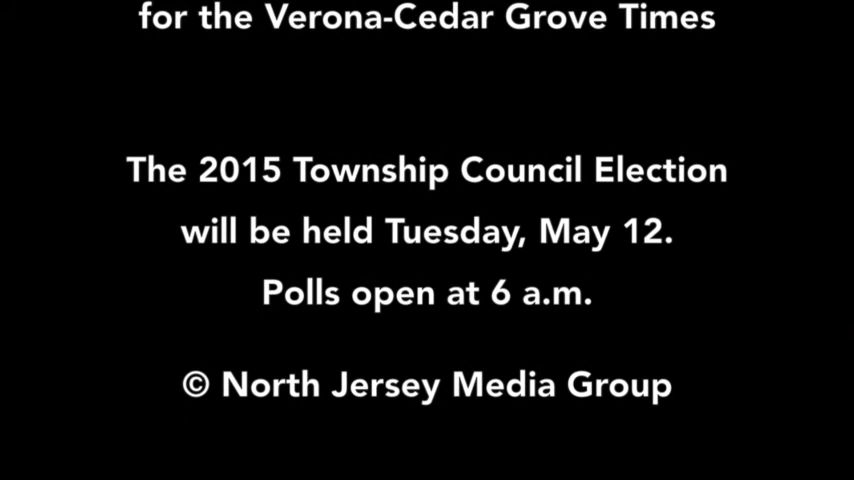 for the Verona-Cedar Grove Times
The 2015 Township Council Election
will be held Tuesday, May 12.
Polls open at 6 a.m.
© North Jersey Media Group